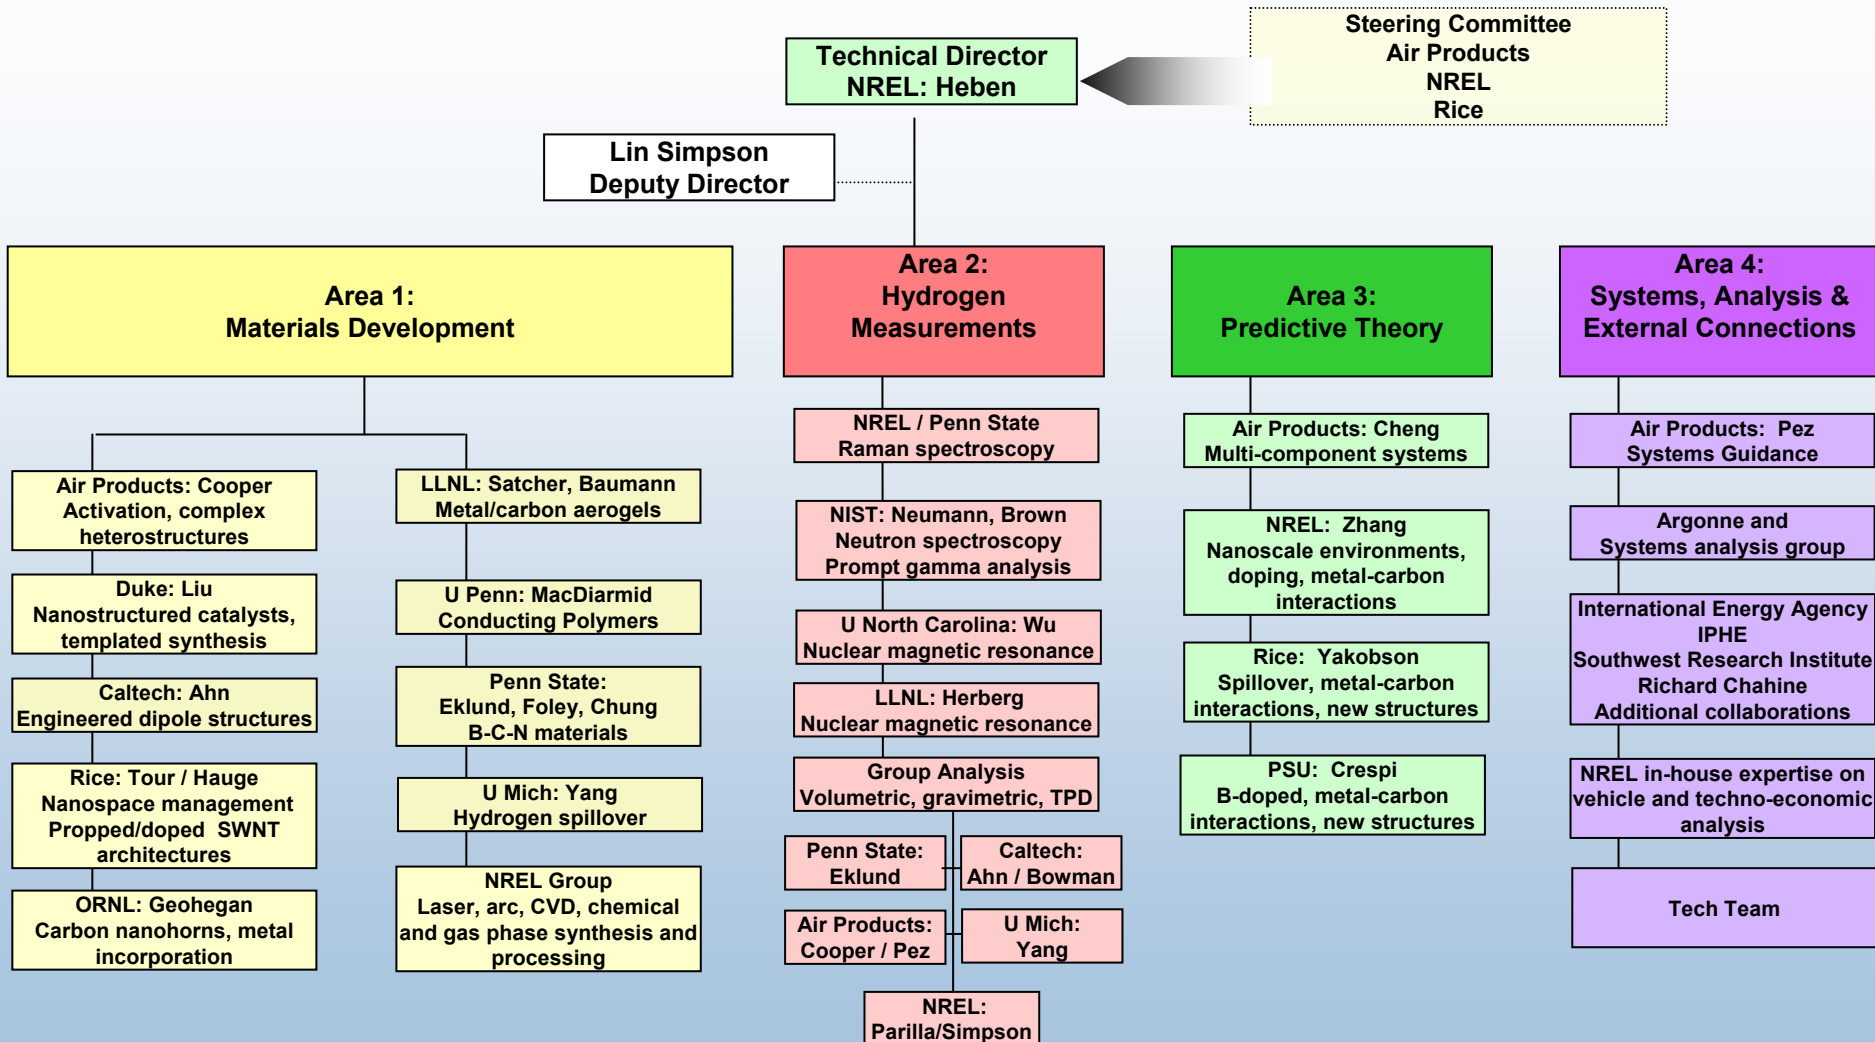 Technical Director
NREL: Heben
Steering Committee
Air Products
NREL
Rice
Lin Simpson
Deputy Director
Area 1:
Materials Development
Air Products: Cooper
Activation, complex
heterostructures
Duke: Liu
Nanostructured catalysts,
templated synthesis
Caltech: Ahn
Engineered dipole structures
Rice: Tour / Hauge
Nanospace management
Propped/doped SWNT
architectures
ORNL: Geohegan
Carbon nanohorns, metal
incorporation
LLNL: Satcher, Baumann
Metal/carbon aerogels
U Penn: MacDiarmid
Conducting Polymers
Penn State:
Eklund, Foley, Chung
B-C-N materials
U Mich: Yang
Hydrogen spillover
NREL Group
Laser, arc, CVD, chemical
and gas phase synthesis and
processing
Area 2:
Hydrogen
Measurements
NREL / Penn State
Raman spectroscopy
NIST: Neumann, Brown
Neutron spectroscopy
Prompt gamma analysis
U North Carolina: Wu
Nuclear magnetic resonance
LLNL: Herberg
Nuclear magnetic resonance
Group Analysis
Volumetric, gravimetric, TPD
Penn State:
Eklund
Caltech:
Ahn / Bowman
Air Products:
Cooper / Pez
U Mich:
Yang
NREL:
Parilla/Simpson
Area 3:
Predictive Theory
Air Products: Cheng
Multi-component systems
NREL: Zhang
Nanoscale environments,
doping, metal-carbon
interactions
Rice: Yakobson
Spillover, metal-carbon
interactions, new structures
PSU: Crespi
B-doped, metal-carbon
interactions, new structures
Area 4:
Systems, Analysis &
External Connections
Air Products: Pez
Systems Guidance
Argonne and
Systems analysis group
International Energy Agency
IPHE
Southwest Research Institute
Richard Chahine
Additional collaborations
NREL in-house expertise on
vehicle and techno-economic
analysis
Tech Team